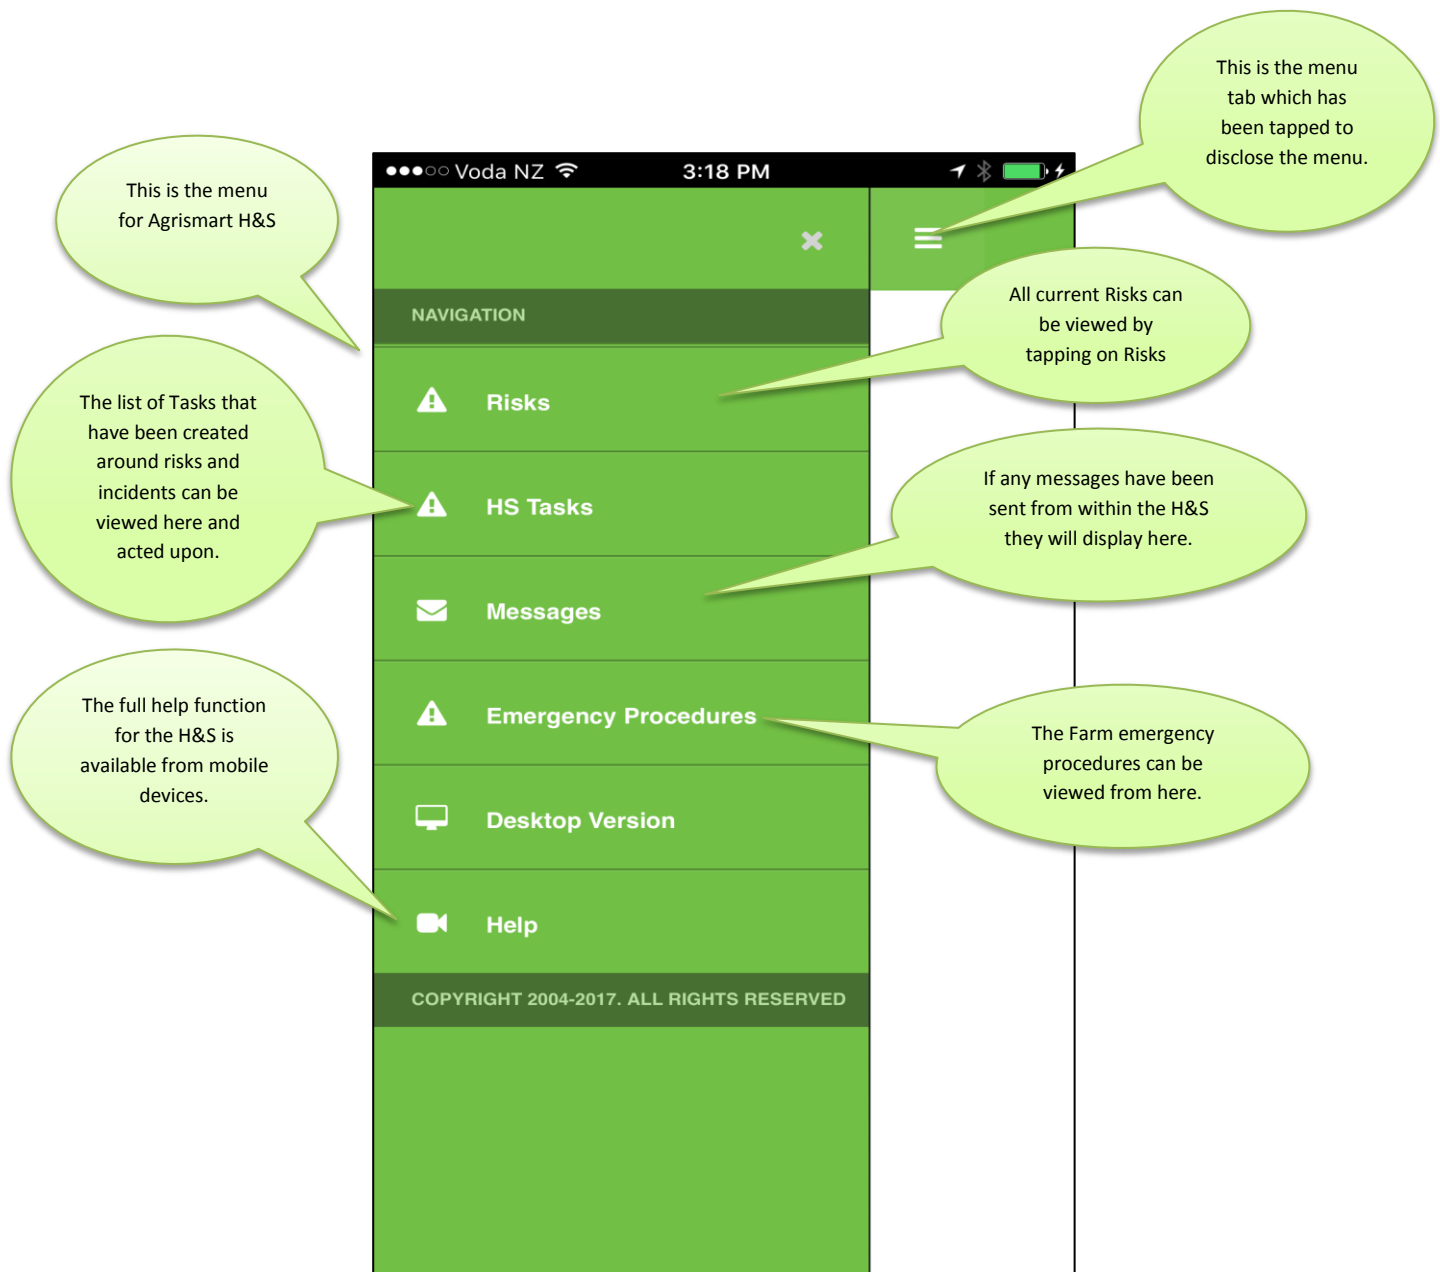 This is the menu
tab which has
been tapped to
disclose the menu.
This is the menu
for Agrismart H&S
Voda NZ
3:18 PM
NAVIGATION
All current Risks can
be viewed by
tapping on Risks
Risks
The list of Tasks that
have been created
around risks and
incidents can be
viewed here and
acted upon.
HS Tasks
If any messages have been
sent from within the H&S
they will display here.
Messages
The full help function
for the H&S is
available from mobile
devices.
Emergency Procedures
The Farm emergency
procedures can be
viewed from here.
Desktop Version
Help
COPYRIGHT 2004-2017. ALL RIGHTS RESERVED